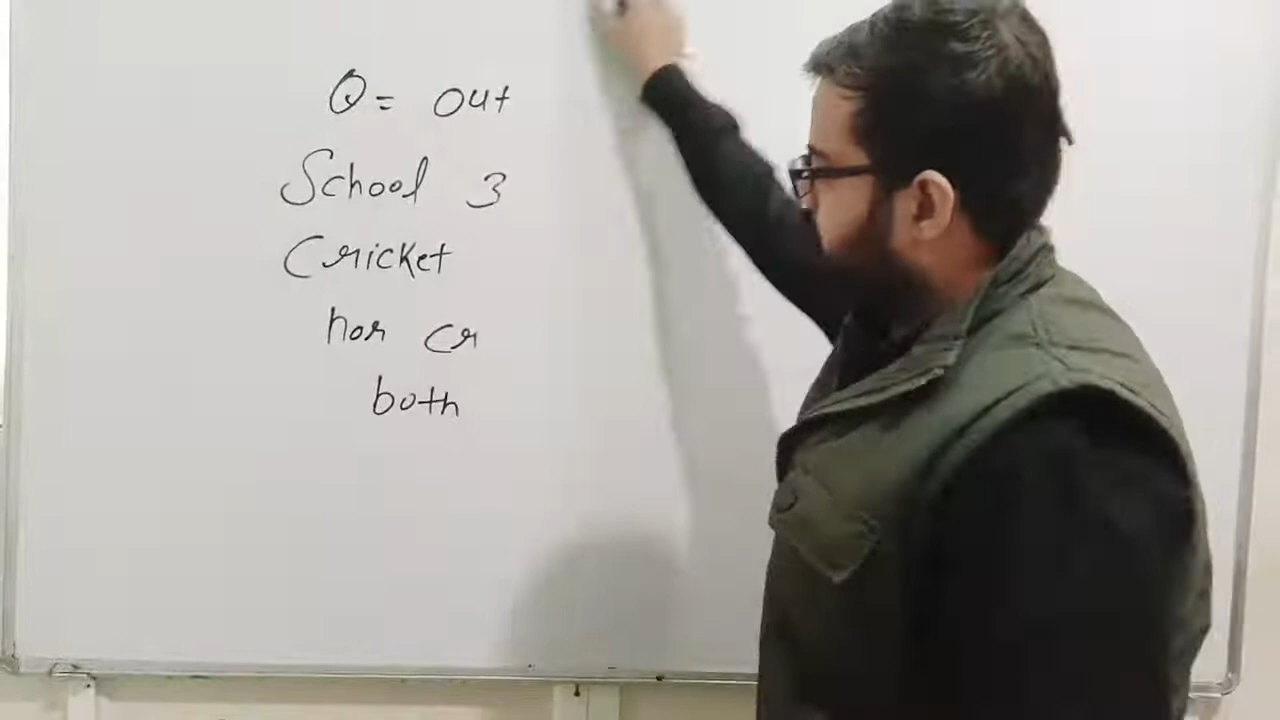 Q = out
School 3
Cricket
nor cr
both